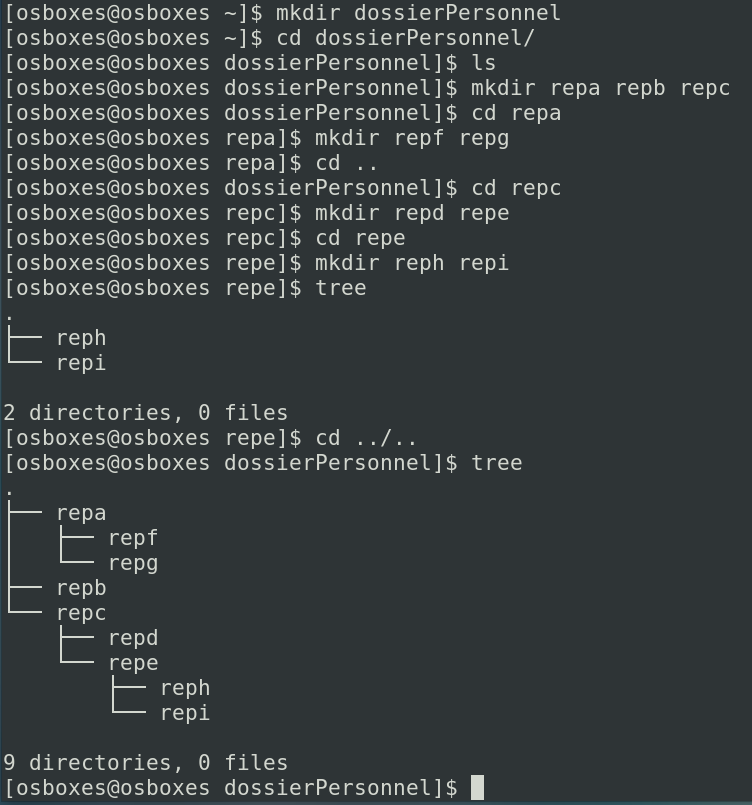 [osboxes@osboxes ~]$ mkdir dossierPersonnel
[osboxes@osboxes ~]$ cd dossierPersonnel/
[osboxes@osboxes dossierPersonnel]$ ls
[osboxes@osboxes dossierPersonnel]$ mkdir repa repb repc
[osboxes@osboxes dossierPersonnel]$ cd repa
[osboxes@osboxes repa]$ mkdir repf repg
[osboxes@osboxes repa]$ cd ..
[osboxes@osboxes dossierPersonnel]$ cd repc
[osboxes@osboxes repc]$ mkdir repd repe
[osboxes@osboxes repc]$ cd repe
[osboxes@osboxes repe]$ mkdir reph repi
[osboxes@osboxes repe]$ tree
.
├── reph
└── repi

2 directories, 0 files
[osboxes@osboxes repe]$ cd ../..
[osboxes@osboxes dossierPersonnel]$ tree
.
├── repa
│   ├── repf
│   └── repg
├── repb
└── repc
    ├── repd
    └── repe
        ├── reph
        └── repi

9 directories, 0 files
[osboxes@osboxes dossierPersonnel]$